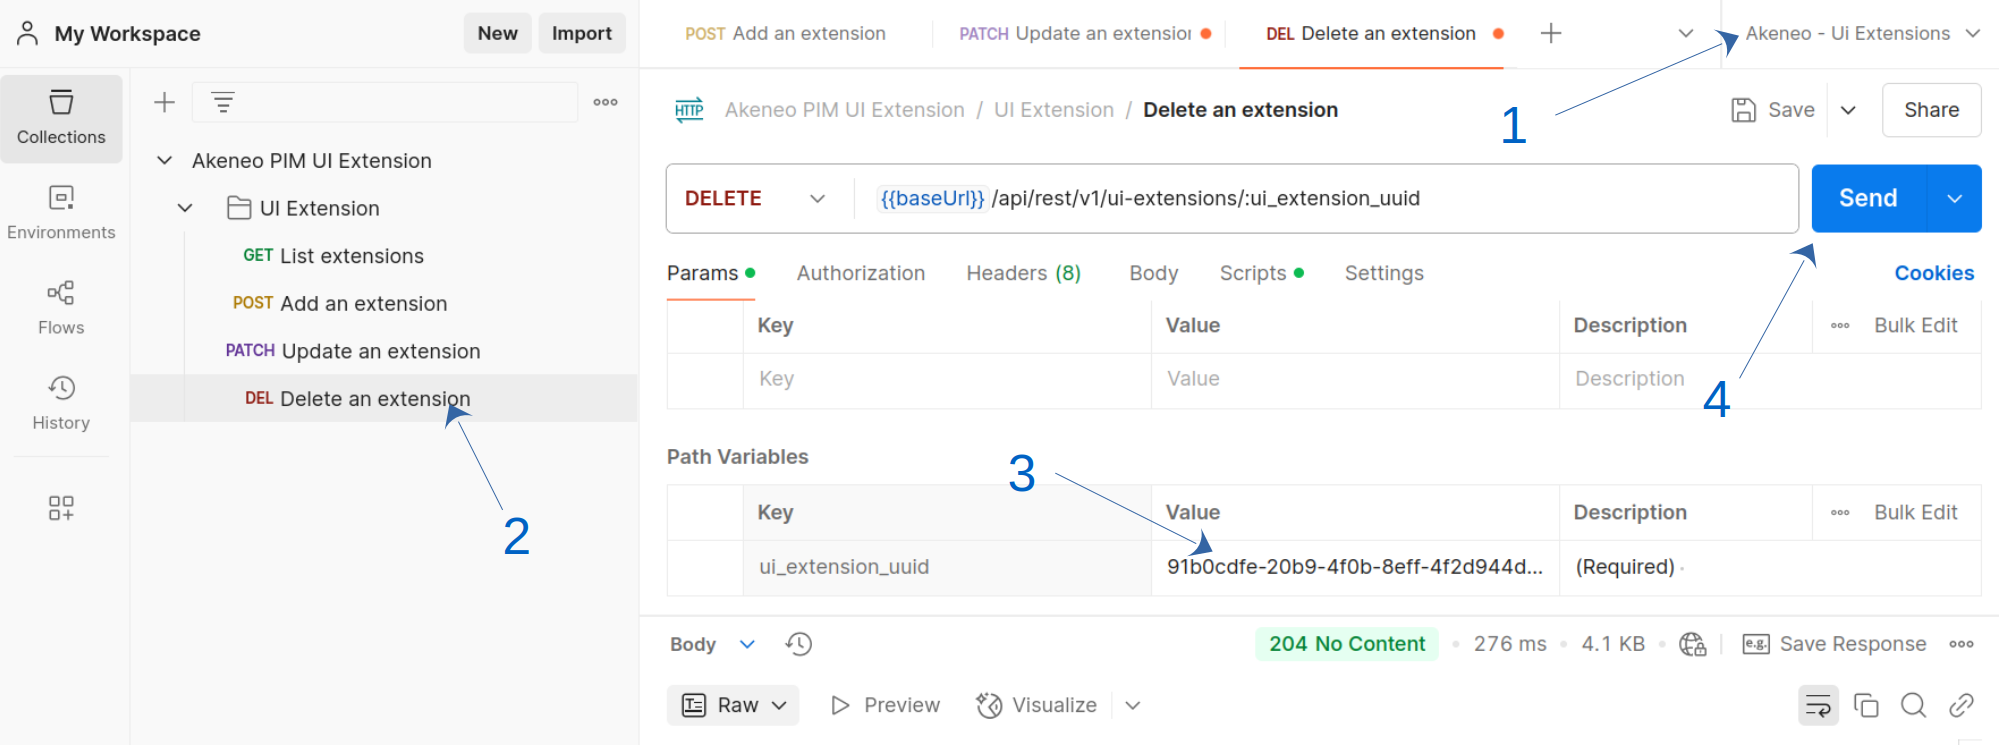 My Workspace
New
Import
POST Add an extension
PATCH Update an extension
DEL Delete an extension
Akeneo - Ui Extensions
1
Collections
Environments
Flows
History
Akeneo PIM UI Extension
UI Extension
GET List extensions
POST Add an extension
PATCH Update an extension
DEL Delete an extension
2
HTTP Akeneo PIM UI Extension / UI Extension / Delete an extension
Save
Share
DELETE
{{baseUrl}}/api/rest/v1/ui-extensions/:ui_extension_uuid
Send
Params
Authorization
Headers (8)
Body
Scripts
Settings
Cookies
4
Key Value Description Bulk Edit
Key Value Description
Path Variables
3
Key Value Description Bulk Edit
ui_extension_uuid 91b0cdfe-20b9-4f0b-8eff-4f2d944d... (Required)
Body
204 No Content
276 ms
4.1 KB
e.g. Save Response
Raw
Preview
Visualize